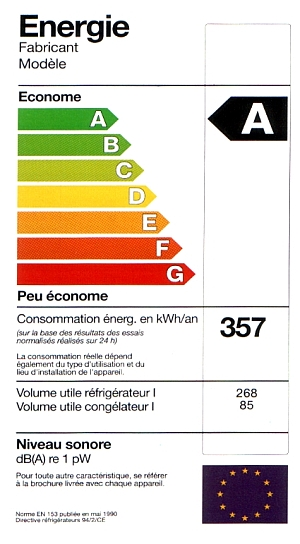 Energie
Fabricant
Modèle
Econome
A
A
B
C
D
E
F
G
Peu économe
Consommation énerg. en kWh/an
357
(sur la base des résultats des essais
normalisés réalisés sur 24 h)
La consommation réelle dépend
également du type d'utilisation et du
lieu d'installation de l'appareil.
Volume utile réfrigérateur l 268
Volume utile congélateur l 85
Niveau sonore
dB(A) re 1 pW
Pour toute autre caractéristique, se référer
à la brochure livrée avec chaque appareil.
Norme EN 153 publiée en mai 1990
Directive réfrigérateurs 94/2/CE